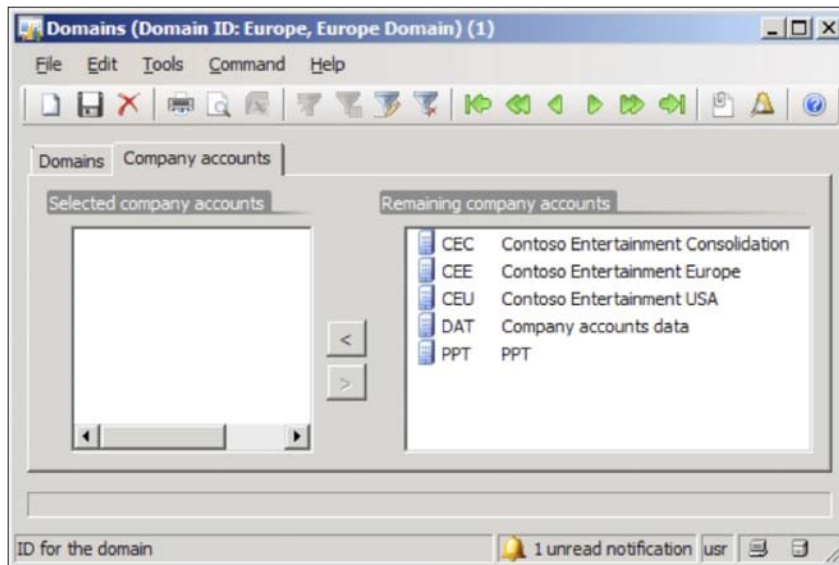 Domains (Domain ID: Europe, Europe Domain) (1)
File Edit Tools Command Help
Domains Company accounts
Selected company accounts
Remaining company accounts
CEC Contoso Entertainment Consolidation
CEE Contoso Entertainment Europe
CEU Contoso Entertainment USA
DAT Company accounts data
PPT PPT
<
>
ID for the domain 1 unread notification usr